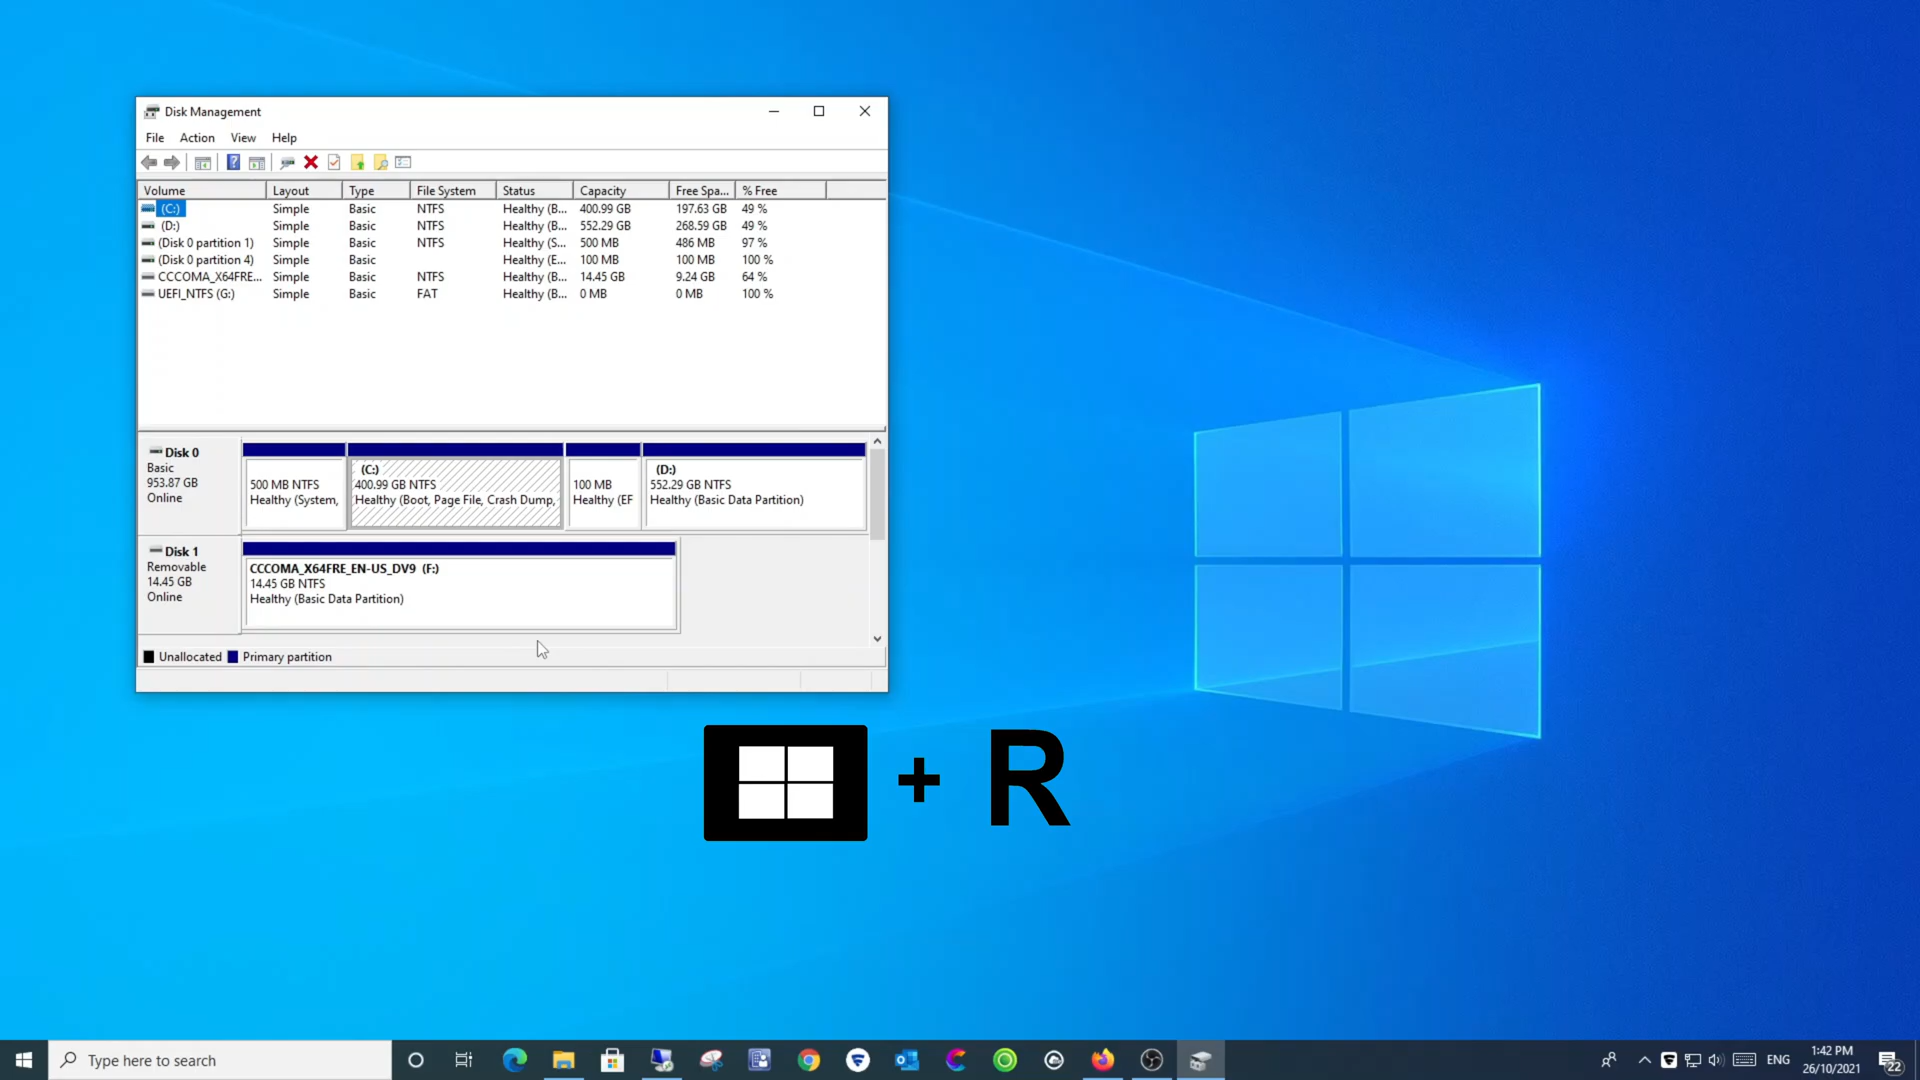 Disk Management
File Action View Help
Volume Layout Type File System Status Capacity Free Spa... % Free
(C:) Simple Basic NTFS Healthy (B... 400.99 GB 197.63 GB 49 %
(D:) Simple Basic NTFS Healthy (B... 552.29 GB 268.59 GB 49 %
(Disk 0 partition 1) Simple Basic NTFS Healthy (S... 500 MB 486 MB 97 %
(Disk 0 partition 4) Simple Basic Healthy (E... 100 MB 100 MB 100 %
CCCOMA_X64FRE... Simple Basic NTFS Healthy (B... 14.45 GB 9.24 GB 64 %
UEFI_NTFS (G:) Simple Basic FAT Healthy (B... 0 MB 0 MB 100 %
Disk 0
Basic
953.87 GB
Online
500 MB NTFS
Healthy (System,
(C:)
400.99 GB NTFS
Healthy (Boot, Page File, Crash Dump,
100 MB
Healthy (EF
(D:)
552.29 GB NTFS
Healthy (Basic Data Partition)
Disk 1
Removable
14.45 GB
Online
CCCOMA_X64FRE_EN-US_DV9 (F:)
14.45 GB NTFS
Healthy (Basic Data Partition)
Unallocated Primary partition
+ R
Type here to search
ENG
1:42 PM
26/10/2021
22